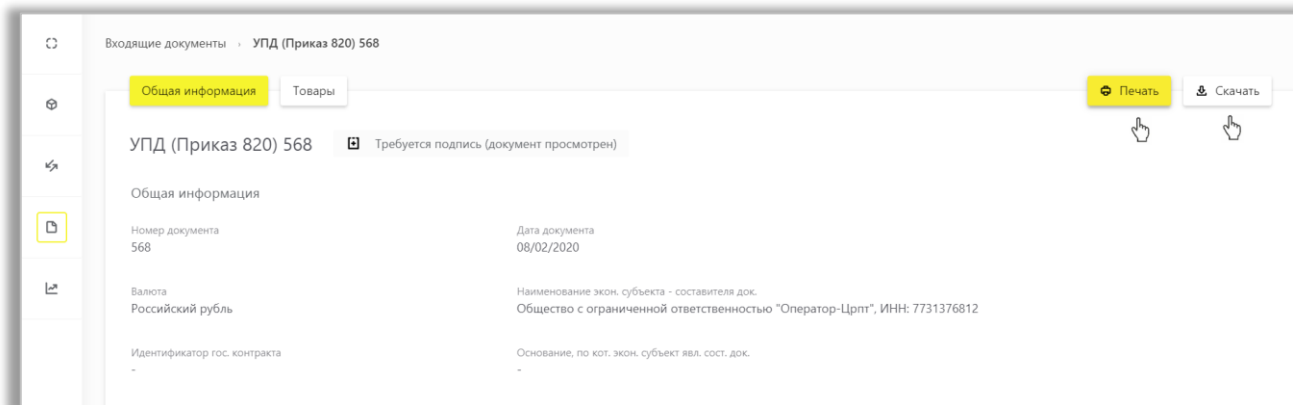 Входящие документы › УПД (Приказ 820) 568
Общая информация Товары Печать Скачать
УПД (Приказ 820) 568 Требуется подпись (документ просмотрен)
Общая информация
Номер документа Дата документа
568 08/02/2020
Валюта Наименование экон. субъекта - составителя док.
Российский рубль Общество с ограниченной ответственностью "Оператор-Црпт", ИНН: 7731376812
Идентификатор гос. контракта Основание, по кот. экон. субъект явл. сост. док.
- -